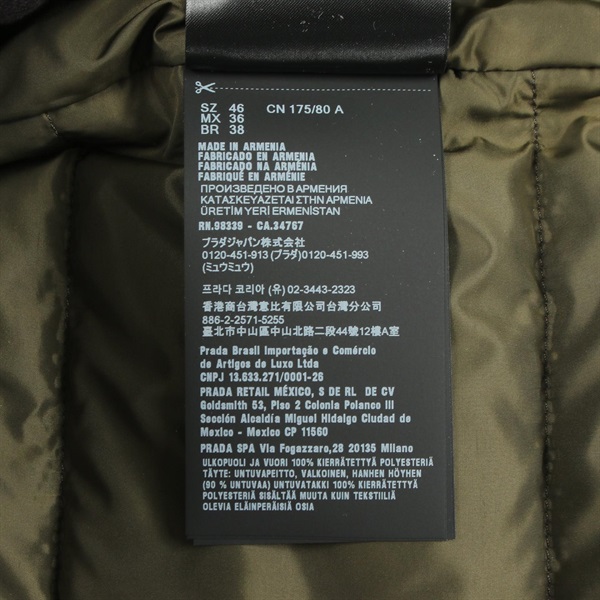 SZ 46 CN 175/80 A
MX 36
BR 38
MADE IN ARMENIA
FABRICADO EN ARMENIA
FABRICADO NA ARMÉNIA
FABRIQUÉ EN ARMÉNIE
ПРОИЗВЕДЕНО В АРМЕНИЯ
ΚΑΤΑΣΚΕΥΑΖΕΤΑΙ ΣΤΗΝ ΑΡΜΕΝΙΑ
ÜRETİM YERİ ERMENİSTAN
RN.98339 - CA.34767
プラダジャパン株式会社
0120-451-913 (プラダ) 0120-451-993
(ミュウミュウ)
프라다 코리아 (유) 02-3443-2323
香港商台灣意比有限公司台灣分公司
886-2-2571-5255
臺北市中山區中山北路二段44號12樓A室
Prada Brasil Importação e Comércio
de Artigos de Luxo Ltda
CNPJ 13.633.271/0001-26
PRADA RETAIL MÉXICO, S DE RL DE CV
Goldsmith 53, Piso 2 Colonia Polanco III
Sección Alcaldía Miguel Hidalgo Ciudad de
Mexico - Mexico CP 11560
PRADA SPA Via Fogazzaro,28 20135 Milano
ULKOPUOLI JA VUORI 100% KIERRÄTETTYÄ POLYESTERIÄ
TÄYTE: UNTUVAPEITTO, VALKOINEN, HANHEN HÖYHEN
(90 % UNTUVAA) UNTUVATAKKI 100% KIERRÄTETTYÄ
POLYESTERIÄ SISÄLTÄÄ MUUTA KUIN TEKSTIILIÄ
OLEVIA ELÄINPERÄISIÄ OSIA